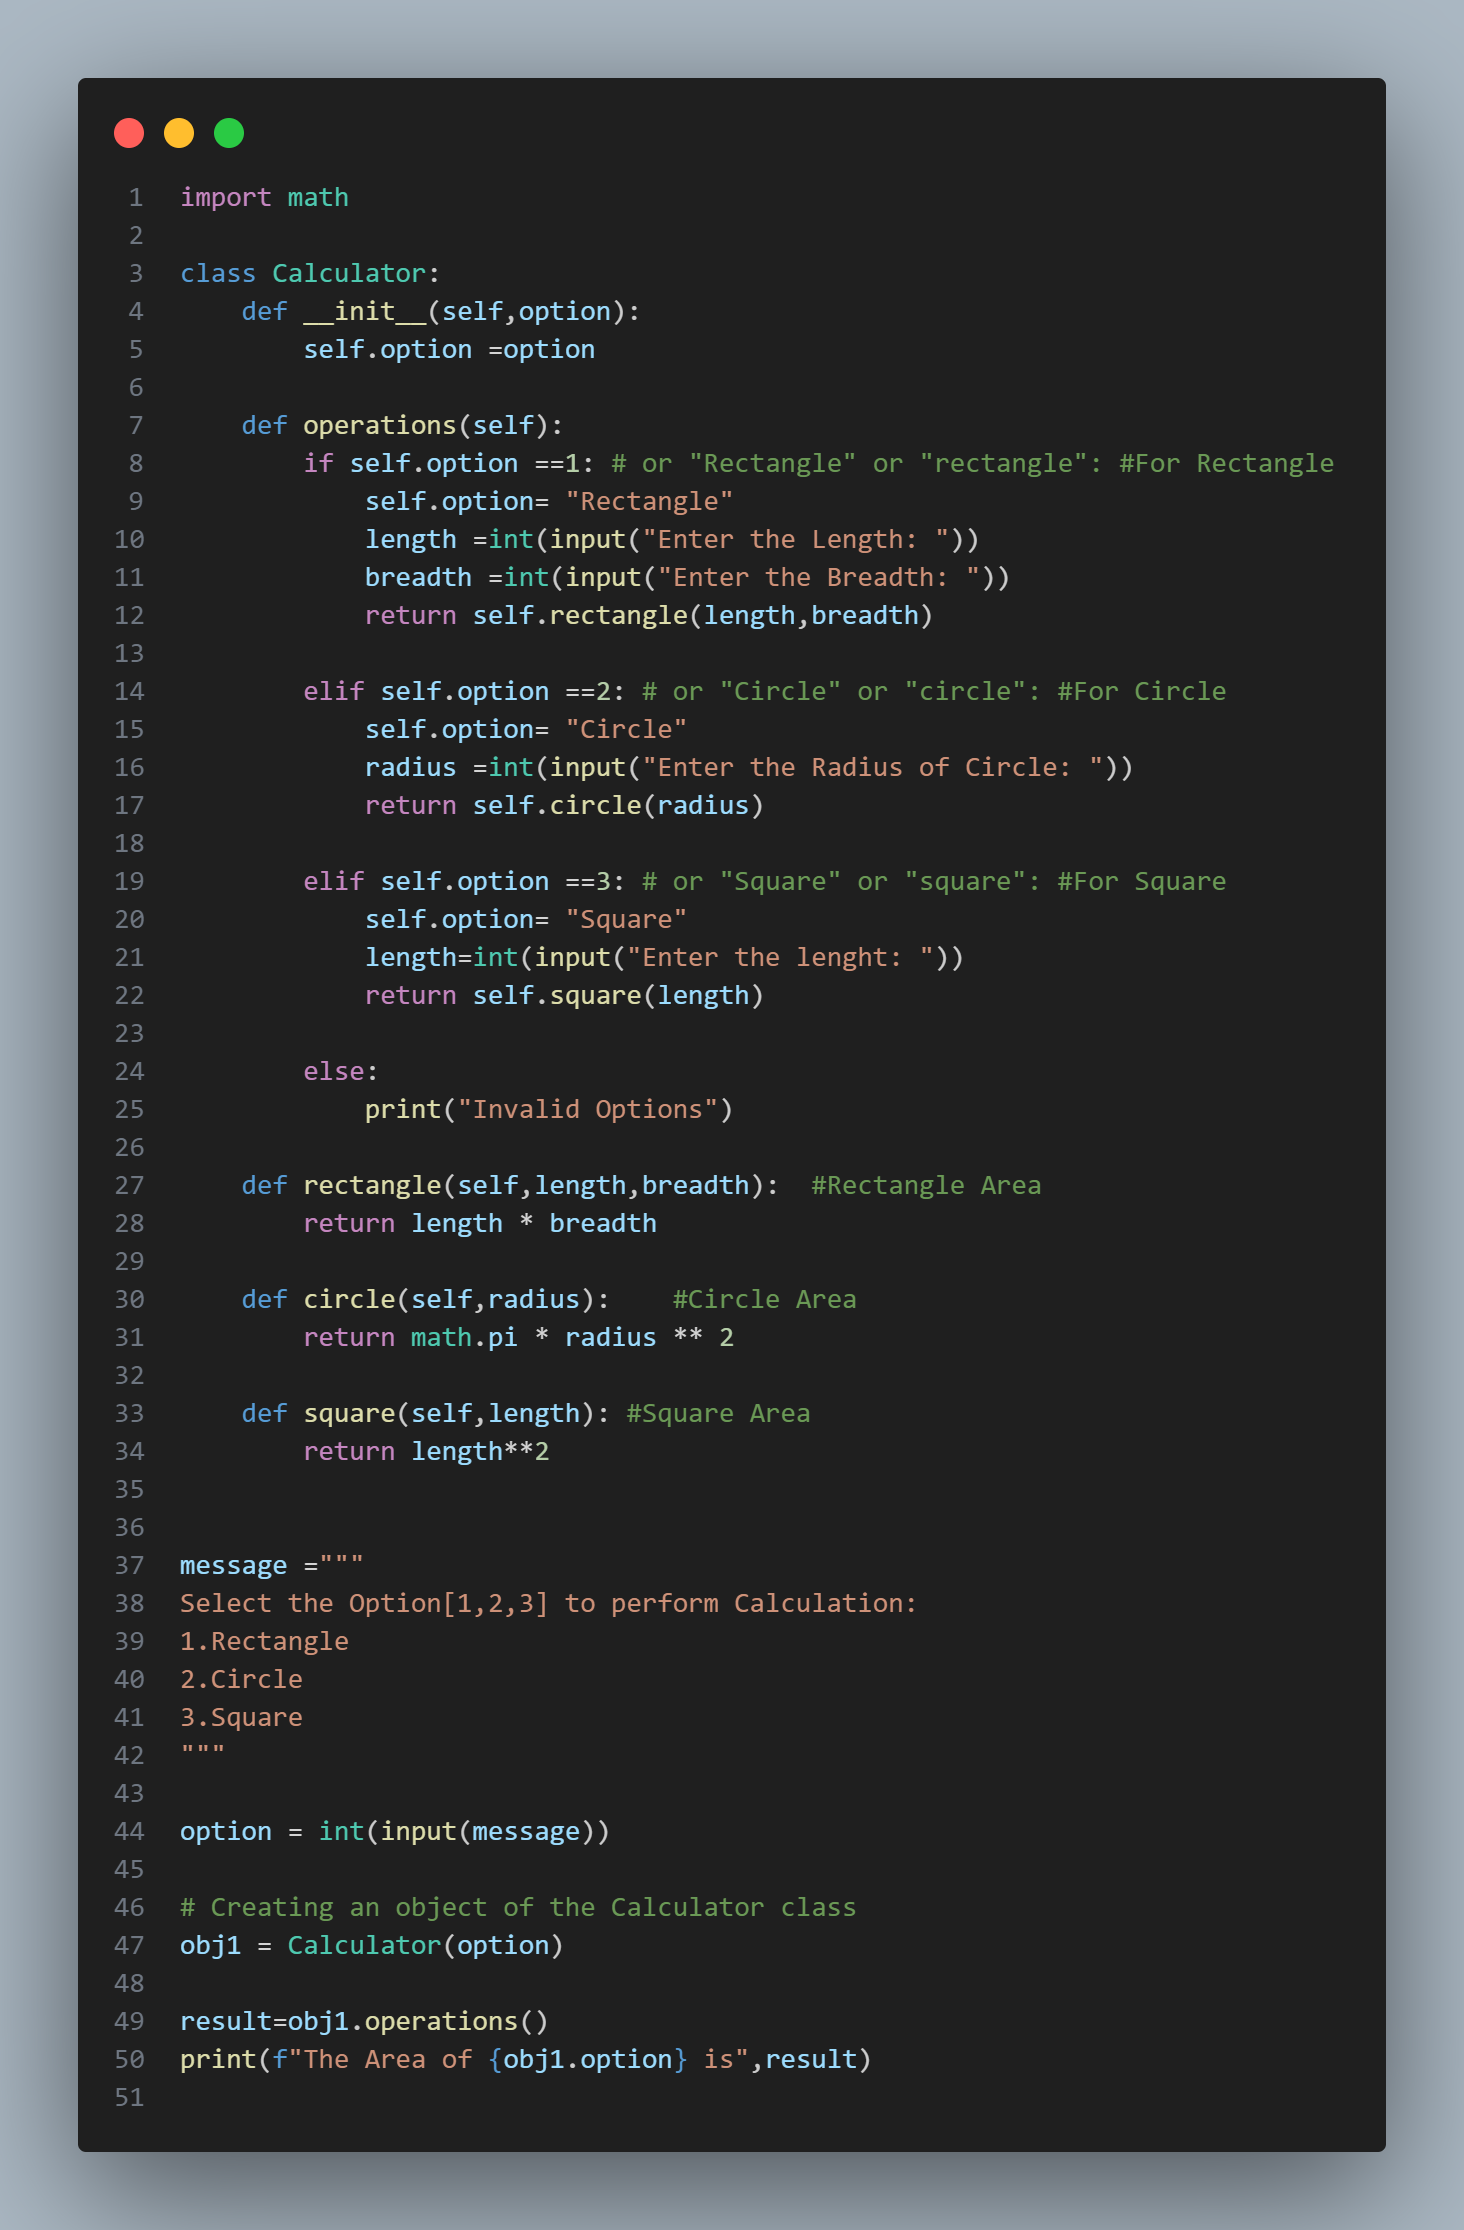 1 import math
2
3 class Calculator:
4     def __init__(self,option):
5         self.option =option
6
7     def operations(self):
8         if self.option ==1: # or "Rectangle" or "rectangle": #For Rectangle
9             self.option= "Rectangle"
10             length =int(input("Enter the Length: "))
11             breadth =int(input("Enter the Breadth: "))
12             return self.rectangle(length,breadth)
13
14         elif self.option ==2: # or "Circle" or "circle": #For Circle
15             self.option= "Circle"
16             radius =int(input("Enter the Radius of Circle: "))
17             return self.circle(radius)
18
19         elif self.option ==3: # or "Square" or "square": #For Square
20             self.option= "Square"
21             length=int(input("Enter the lenght: "))
22             return self.square(length)
23
24         else:
25             print("Invalid Options")
26
27     def rectangle(self,length,breadth):  #Rectangle Area
28         return length * breadth
29
30     def circle(self,radius):    #Circle Area
31         return math.pi * radius ** 2
32
33     def square(self,length): #Square Area
34         return length**2
35
36
37 message ="""
38 Select the Option[1,2,3] to perform Calculation:
39 1.Rectangle
40 2.Circle
41 3.Square
42 """
43
44 option = int(input(message))
45
46 # Creating an object of the Calculator class
47 obj1 = Calculator(option)
48
49 result=obj1.operations()
50 print(f"The Area of {obj1.option} is",result)
51